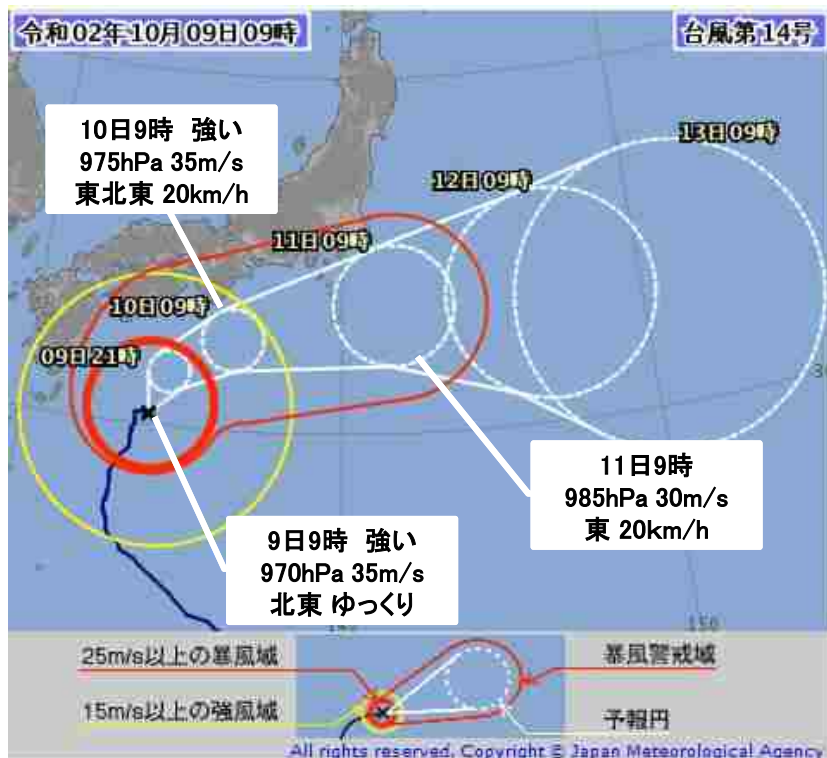 令和02年10月09日09時
台風第14号
13日09時
10日9時 強い
975hPa 35m/s
東北東 20km/h
12日09時
11日09時
10日09時
09日21時
11日9時
985hPa 30m/s
東 20km/h
9日9時 強い
970hPa 35m/s
北東 ゆっくり
150
25m/s以上の暴風域
暴風警戒域
15m/s以上の強風域
予報円
All rights reserved. Copyright © Japan Meteorological Agency